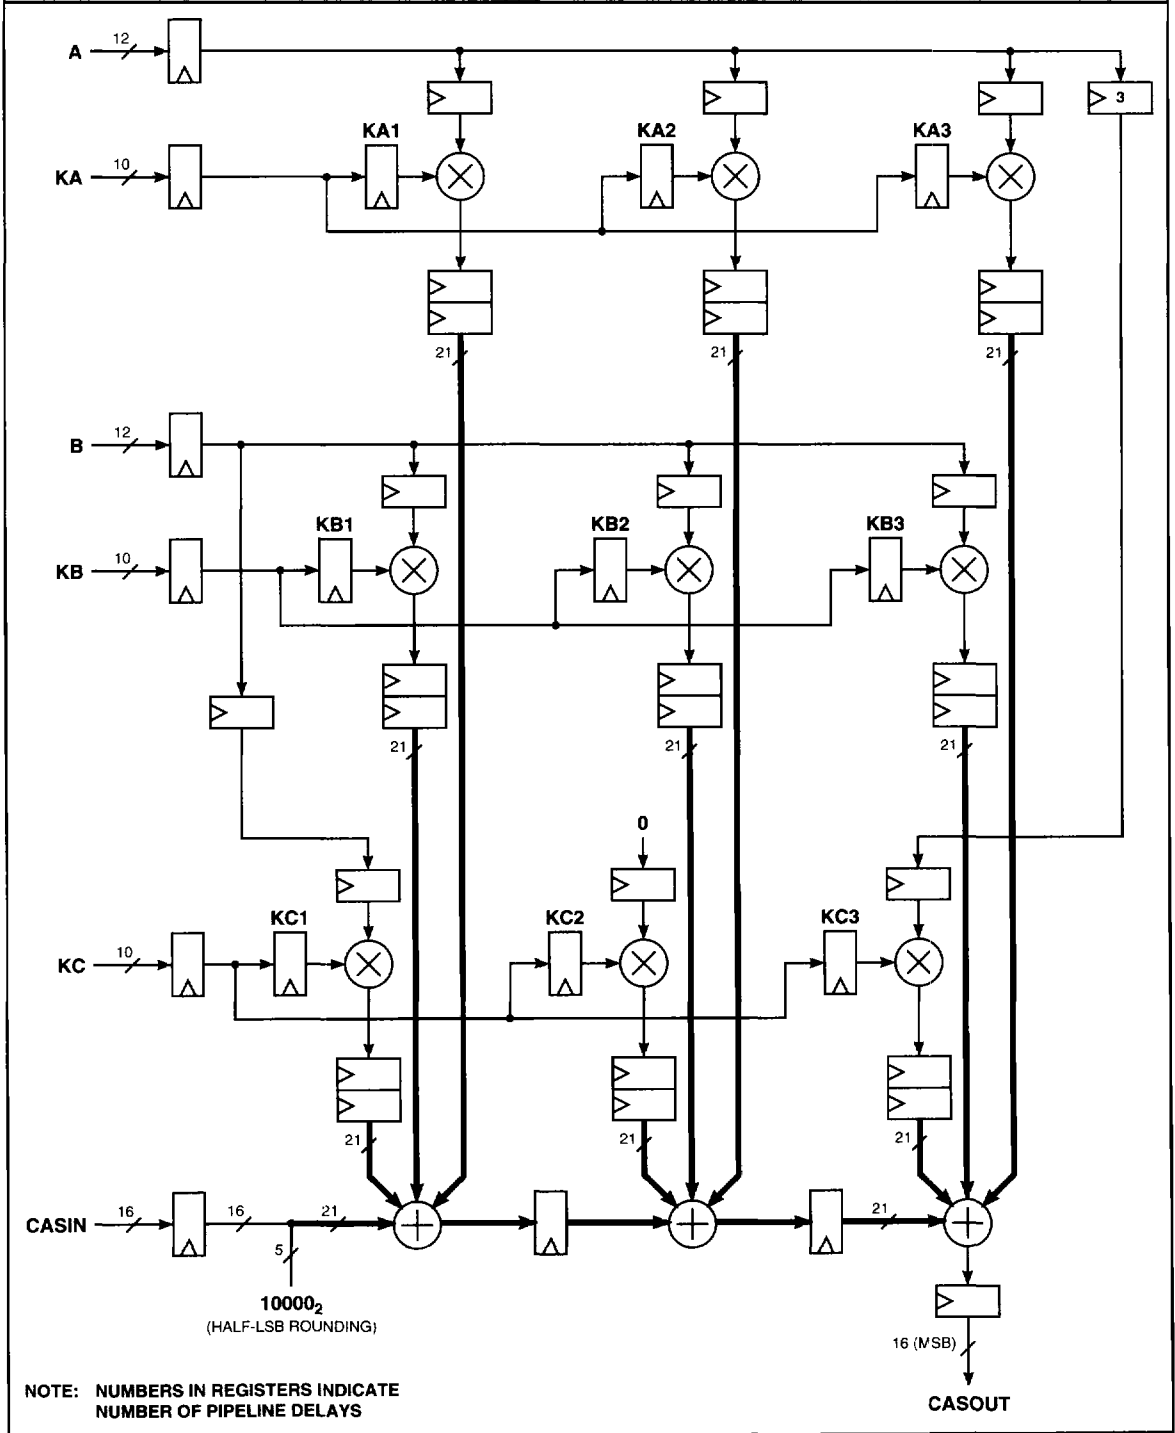 A
12
3
KA
10
KA1
KA2
KA3
21
21
21
B
12
KB
10
KB1
KB2
KB3
21
21
21
0
KC
10
KC1
KC2
KC3
21
21
21
CASIN
16
16
21
21
5
10000₂
(HALF-LSB ROUNDING)
16 (MSB)
CASOUT
NOTE: NUMBERS IN REGISTERS INDICATE
NUMBER OF PIPELINE DELAYS